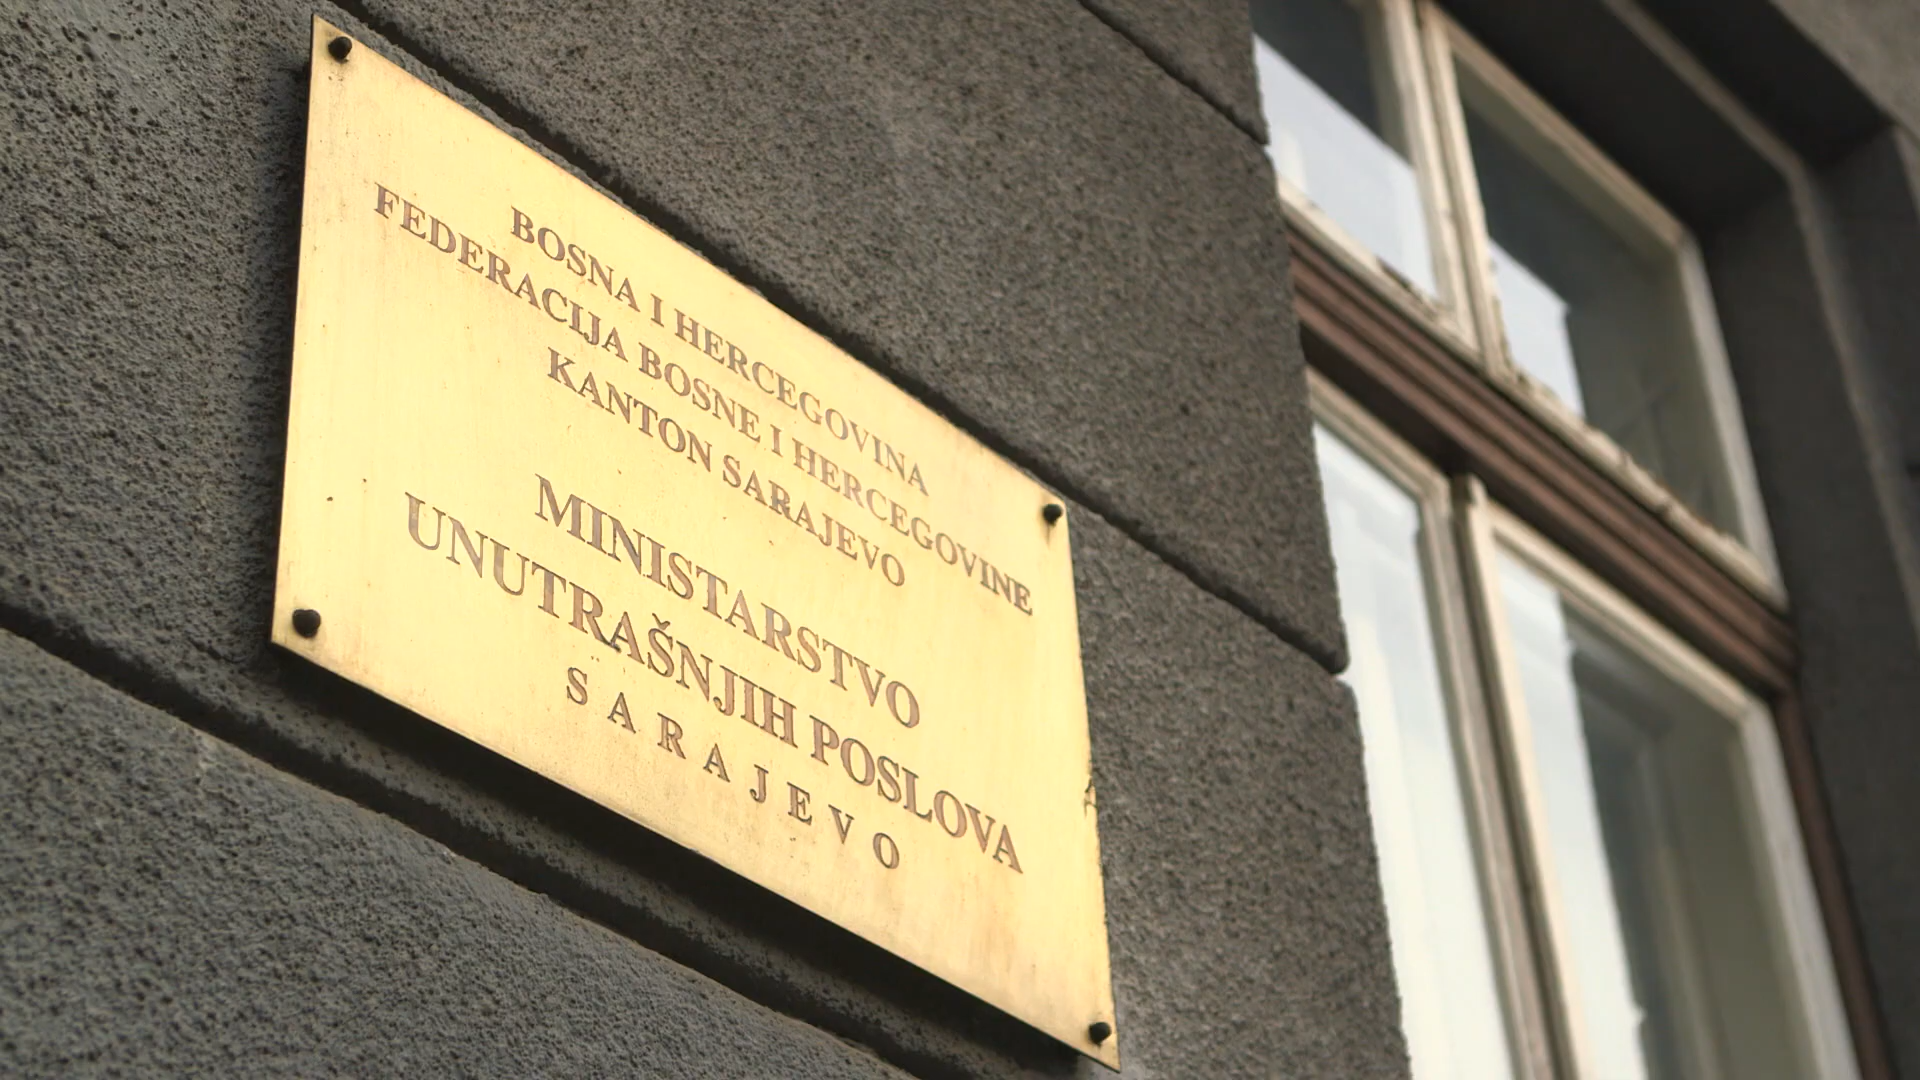 BOSNA I HERCEGOVINA
FEDERACIJA BOSNE I HERCEGOVINE
KANTON SARAJEVO
MINISTARSTVO
UNUTRAŠNJIH POSLOVA
SARAJEVO